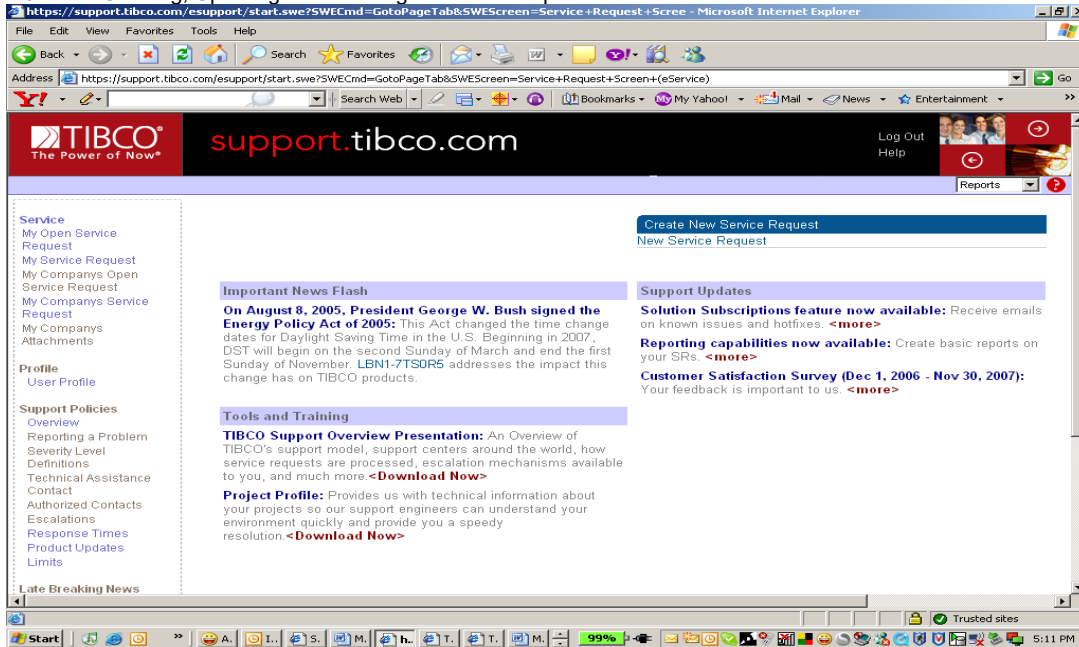 https://support.tibco.com/esupport/start.swe?SWECmd=GotoPageTab&SWEScreen=Service+Request+Scree - Microsoft Internet Explorer
File Edit View Favorites Tools Help
Back Search Favorites
Address https://support.tibco.com/esupport/start.swe?SWECmd=GotoPageTab&SWEScreen=Service+Request+Screen+(eService) Go
Y! Search Web Bookmarks My Yahoo! Mail News Entertainment >>
TIBCO®
The Power of Now®
support.tibco.com
Log Out
Help
Reports
Service
My Open Service
Request
My Service Request
My Companys Open
Service Request
My Companys Service
Request
My Companys
Attachments
Profile
User Profile
Support Policies
Overview
Reporting a Problem
Severity Level
Definitions
Technical Assistance
Contact
Authorized Contacts
Escalations
Response Times
Product Updates
Limits
Late Breaking News
Create New Service Request
New Service Request
Important News Flash
On August 8, 2005, President George W. Bush signed the
Energy Policy Act of 2005: This Act changed the time change
dates for Daylight Saving Time in the U.S. Beginning in 2007,
DST will begin on the second Sunday of March and end the first
Sunday of November. LBN1-7TS0R5 addresses the impact this
change has on TIBCO products.
Tools and Training
TIBCO Support Overview Presentation: An Overview of
TIBCO's support model, support centers around the world, how
service requests are processed, escalation mechanisms available
to you, and much more.<Download Now>
Project Profile: Provides us with technical information about
your projects so our support engineers can understand your
environment quickly and provide you a speedy
resolution.<Download Now>
Support Updates
Solution Subscriptions feature now available: Receive emails
on known issues and hotfixes. <more>
Reporting capabilities now available: Create basic reports on
your SRs. <more>
Customer Satisfaction Survey (Dec 1, 2006 - Nov 30, 2007):
Your feedback is important to us. <more>
Trusted sites
Start >> A. I.. S. M. h.. T. T. M. 99% 5:11 PM